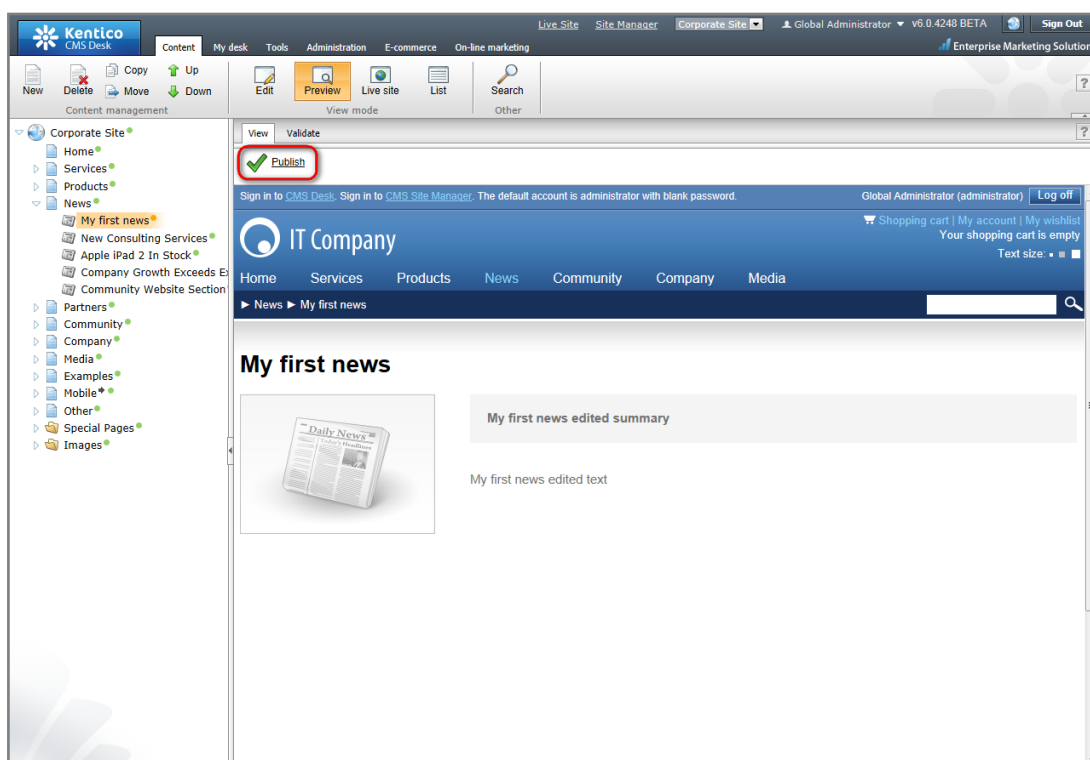 Live Site Site Manager Corporate Site Global Administrator v6.0.4248 BETA Sign Out
Kentico
CMS Desk
Content My desk Tools Administration E-commerce On-line marketing Enterprise Marketing Solution
Copy Up
New Delete Move Down Edit Preview Live site List Search
Content management View mode Other
?
Corporate Site
Home
Services
Products
News
My first news
New Consulting Services
Apple iPad 2 In Stock
Company Growth Exceeds Ex
Community Website Section
Partners
Community
Company
Media
Examples
Mobile
Other
Special Pages
Images
View Validate ?
Publish
Sign in to CMS Desk. Sign in to CMS Site Manager. The default account is administrator with blank password. Global Administrator (administrator) Log off
Shopping cart | My account | My wishlist
IT Company
Your shopping cart is empty
Text size:
Home Services Products News Community Company Media
► News ► My first news
My first news
Daily News
Today's Headlines
My first news edited summary
My first news edited text